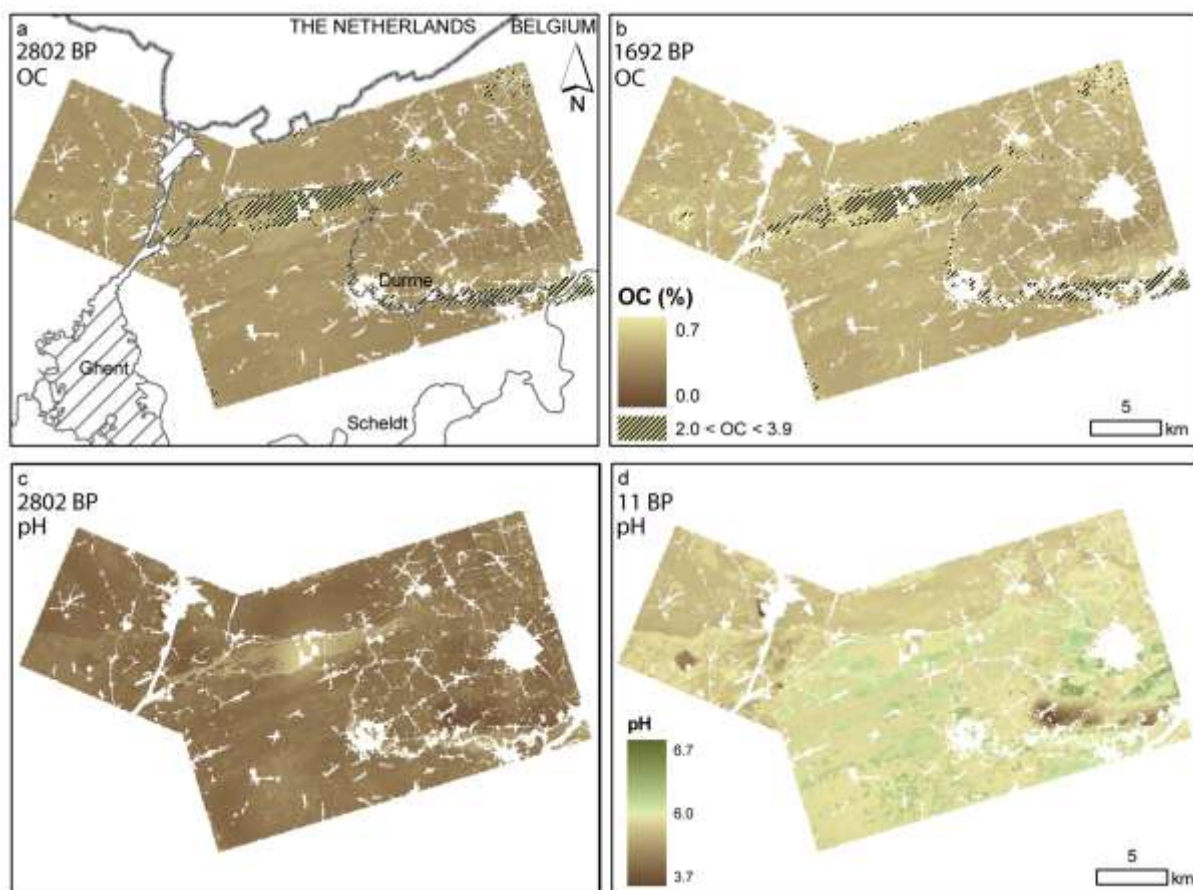 a
2802 BP
OC
THE NETHERLANDS
BELGIUM
N
Durme
Ghent
Scheldt
b
1692 BP
OC
OC (%)
0.7
0.0
2.0 < OC < 3.9
5
km
c
2802 BP
pH
d
11 BP
pH
pH
6.7
6.0
3.7
5
km